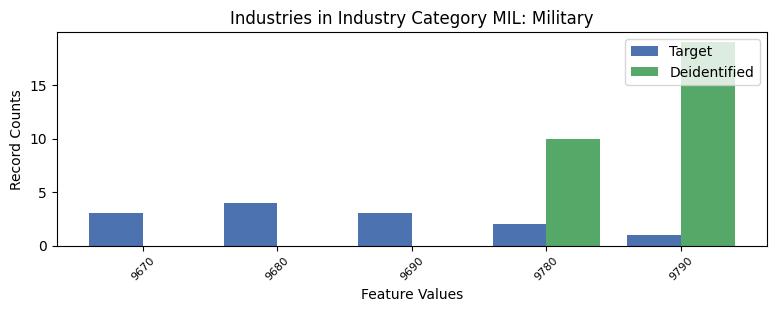 Industries in Industry Category MIL: Military
Target
Deidentified
Record Counts
15
10
5
0
9670
9680
9690
9780
9790
Feature Values